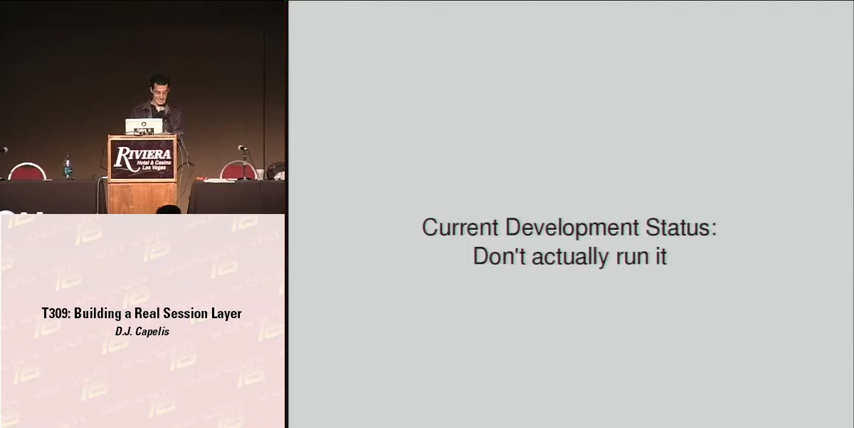 RIVIERA
Hotel & Casino
Las Vegas
T309: Building a Real Session Layer
D.J. Capelis
Current Development Status:
Don't actually run it